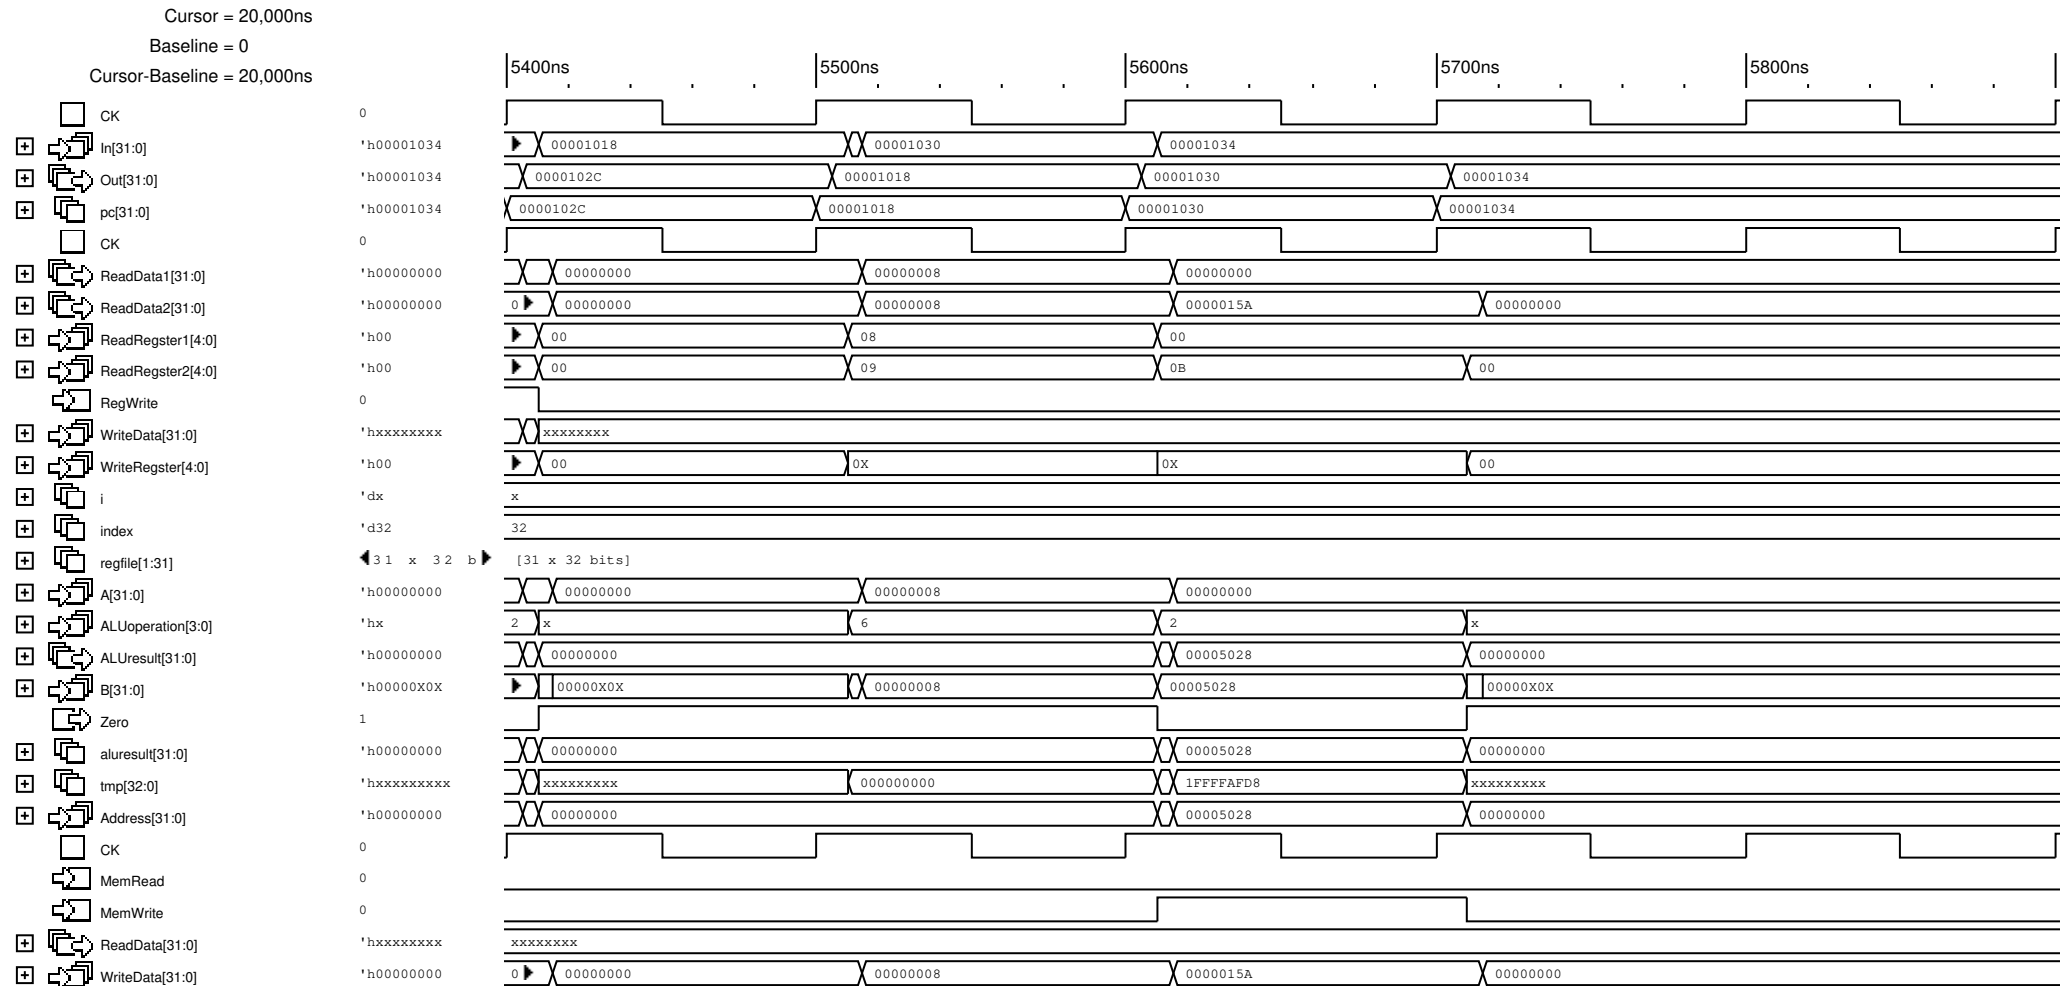 Cursor = 20,000ns
Baseline = 0
Cursor-Baseline = 20,000ns
5400ns 5500ns 5600ns 5700ns 5800ns
CK 0
In[31:0] 'h00001034 00001018 00001030 00001034
Out[31:0] 'h00001034 0000102C 00001018 00001030 00001034
pc[31:0] 'h00001034 0000102C 00001018 00001030 00001034
CK 0
ReadData1[31:0] 'h00000000 00000000 00000008 00000000
ReadData2[31:0] 'h00000000 0 00000000 00000008 0000015A 00000000
ReadRegster1[4:0] 'h00 00 08 00
ReadRegster2[4:0] 'h00 00 09 0B 00
RegWrite 0
WriteData[31:0] 'hxxxxxxxx xxxxxxxx
WriteRegster[4:0] 'h00 00 0X 0X 00
i 'dx x
index 'd32 32
regfile[1:31] 31 x 32 b [31 x 32 bits]
A[31:0] 'h00000000 00000000 00000008 00000000
ALUoperation[3:0] 'hx 2 x 6 2 x
ALUresult[31:0] 'h00000000 00000000 00005028 00000000
B[31:0] 'h00000X0X 00000X0X 00000008 00005028 00000X0X
Zero 1
aluresult[31:0] 'h00000000 00000000 00005028 00000000
tmp[32:0] 'hxxxxxxxxx xxxxxxxxx 000000000 1FFFFAFD8 xxxxxxxxx
Address[31:0] 'h00000000 00000000 00005028 00000000
CK 0
MemRead 0
MemWrite 0
ReadData[31:0] 'hxxxxxxxx xxxxxxxx
WriteData[31:0] 'h00000000 0 00000000 00000008 0000015A 00000000